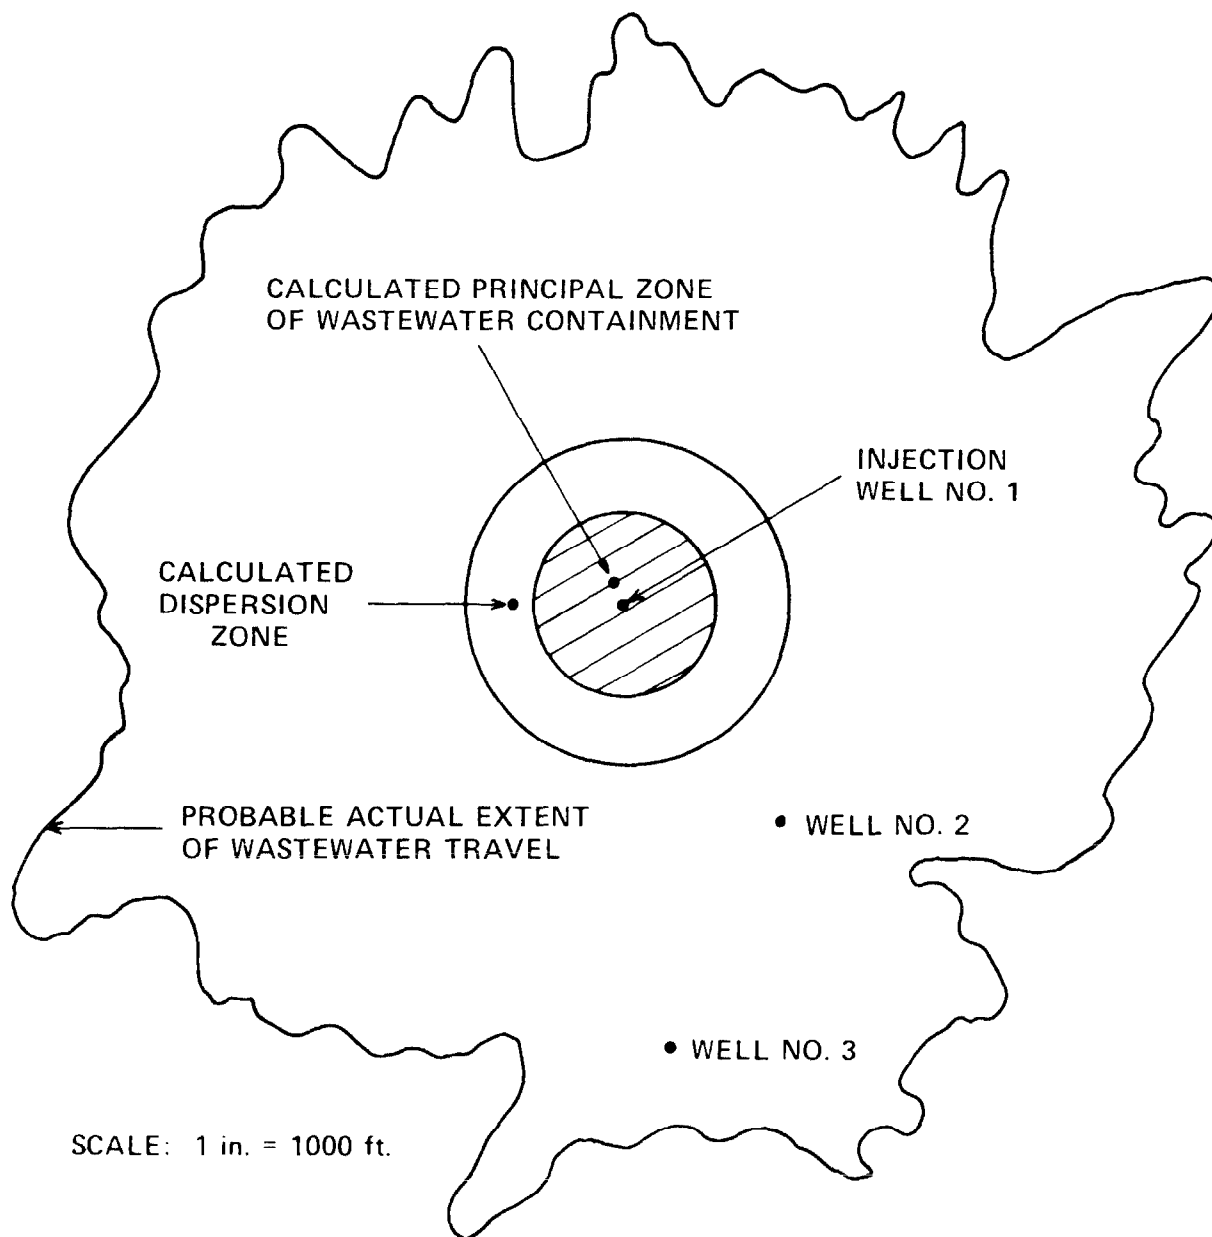 CALCULATED PRINCIPAL ZONE
OF WASTEWATER CONTAINMENT
INJECTION
WELL NO. 1
CALCULATED
DISPERSION
ZONE
PROBABLE ACTUAL EXTENT
OF WASTEWATER TRAVEL
WELL NO. 2
WELL NO. 3
SCALE: 1 in. = 1000 ft.